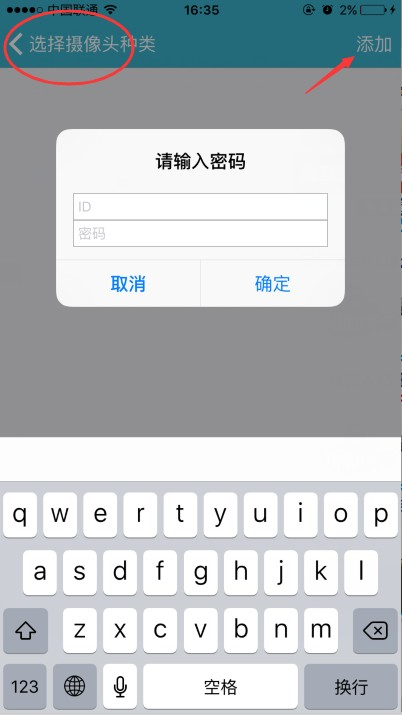 中国联通
16:35
2%
选择摄像头种类
添加
请输入密码
ID
密码
取消
确定
q w e r t y u i o p
a s d f g h j k l
z x c v b n m
123
空格
换行